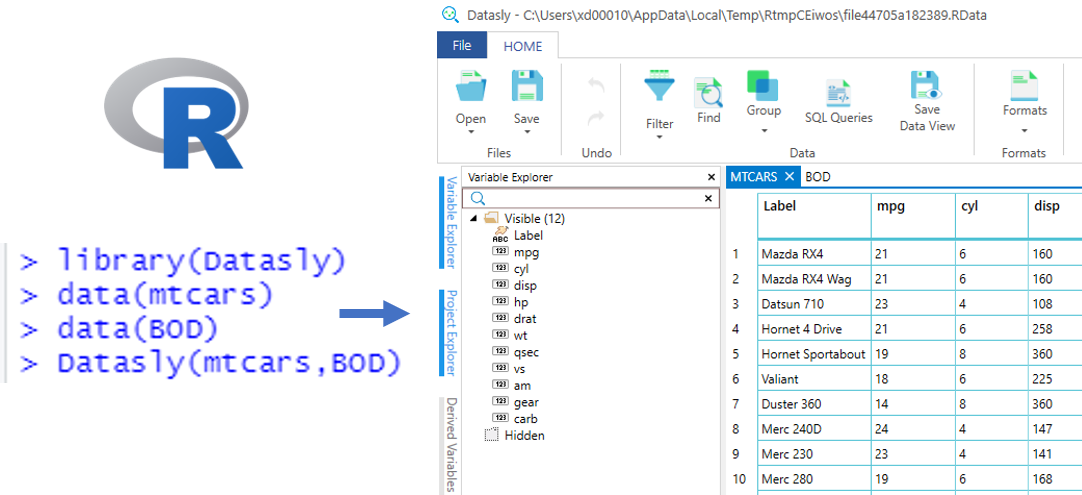 R
> library(Datasly)
> data(mtcars)
> data(BOD)
> Datasly(mtcars,BOD)
Datasly - C:\Users\xd00010\AppData\Local\Temp\RtmpCEiwos\file44705a182389.RData
File HOME
Open Save Filter Find Group SQL Queries Save Data View Formats
Files Undo Data Formats
Variable Explorer
Project Explorer
Derived Variables
Variable Explorer ×
×
Visible (12)
ABC Label
123 mpg
123 cyl
123 disp
123 hp
123 drat
123 wt
123 qsec
123 vs
123 am
123 gear
123 carb
Hidden
MTCARS × BOD
Label mpg cyl disp
1 Mazda RX4 21 6 160
2 Mazda RX4 Wag 21 6 160
3 Datsun 710 23 4 108
4 Hornet 4 Drive 21 6 258
5 Hornet Sportabout 19 8 360
6 Valiant 18 6 225
7 Duster 360 14 8 360
8 Merc 240D 24 4 147
9 Merc 230 23 4 141
10 Merc 280 19 6 168